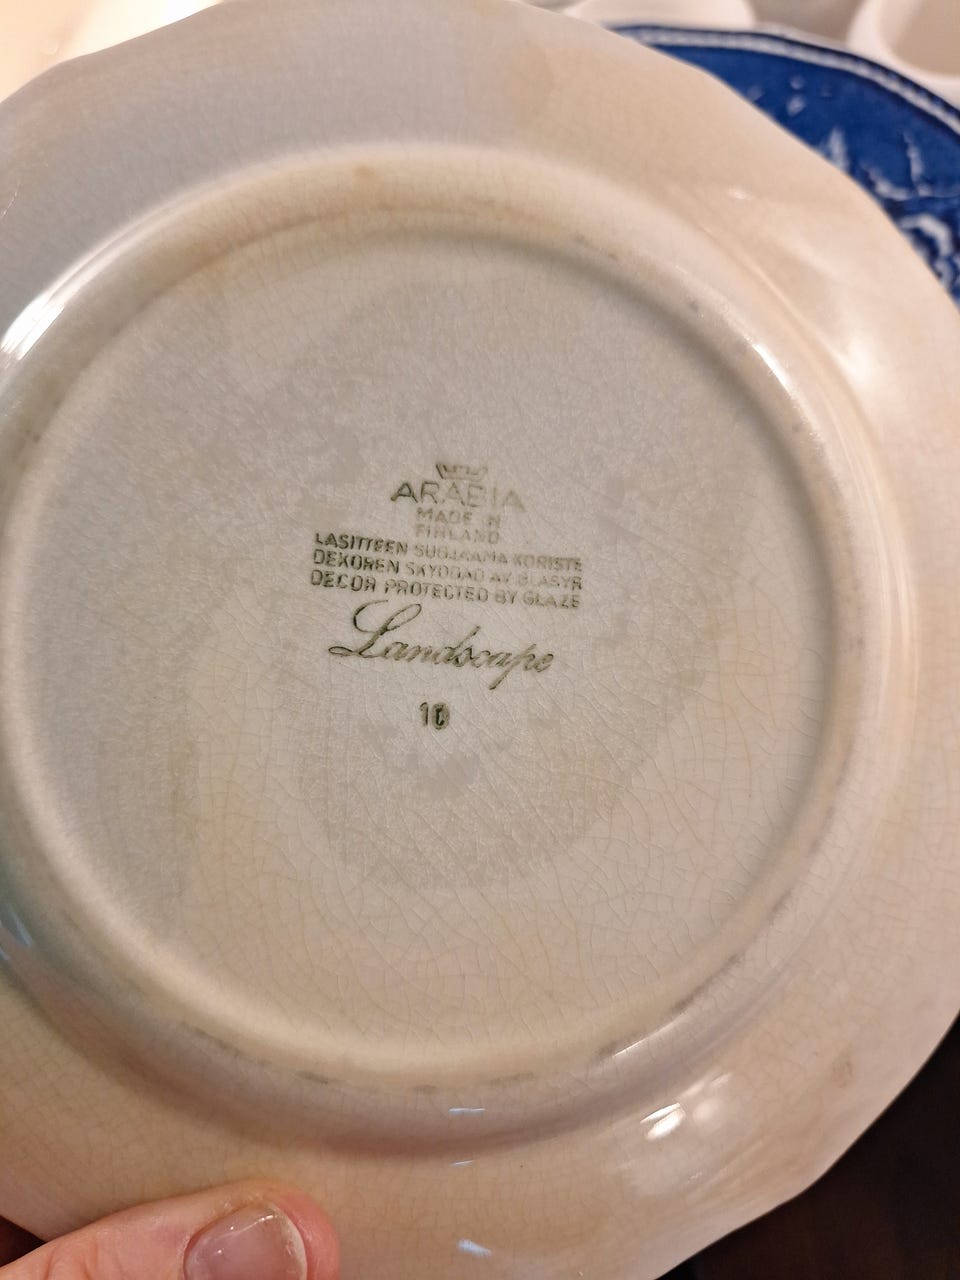 ARABIA
MADE IN
FINLAND
LASITTEEN SUOJAAMA KORISTE
DEKOREN SKYDDAD AV GLASYR
DECOR PROTECTED BY GLAZE
Landscape
10